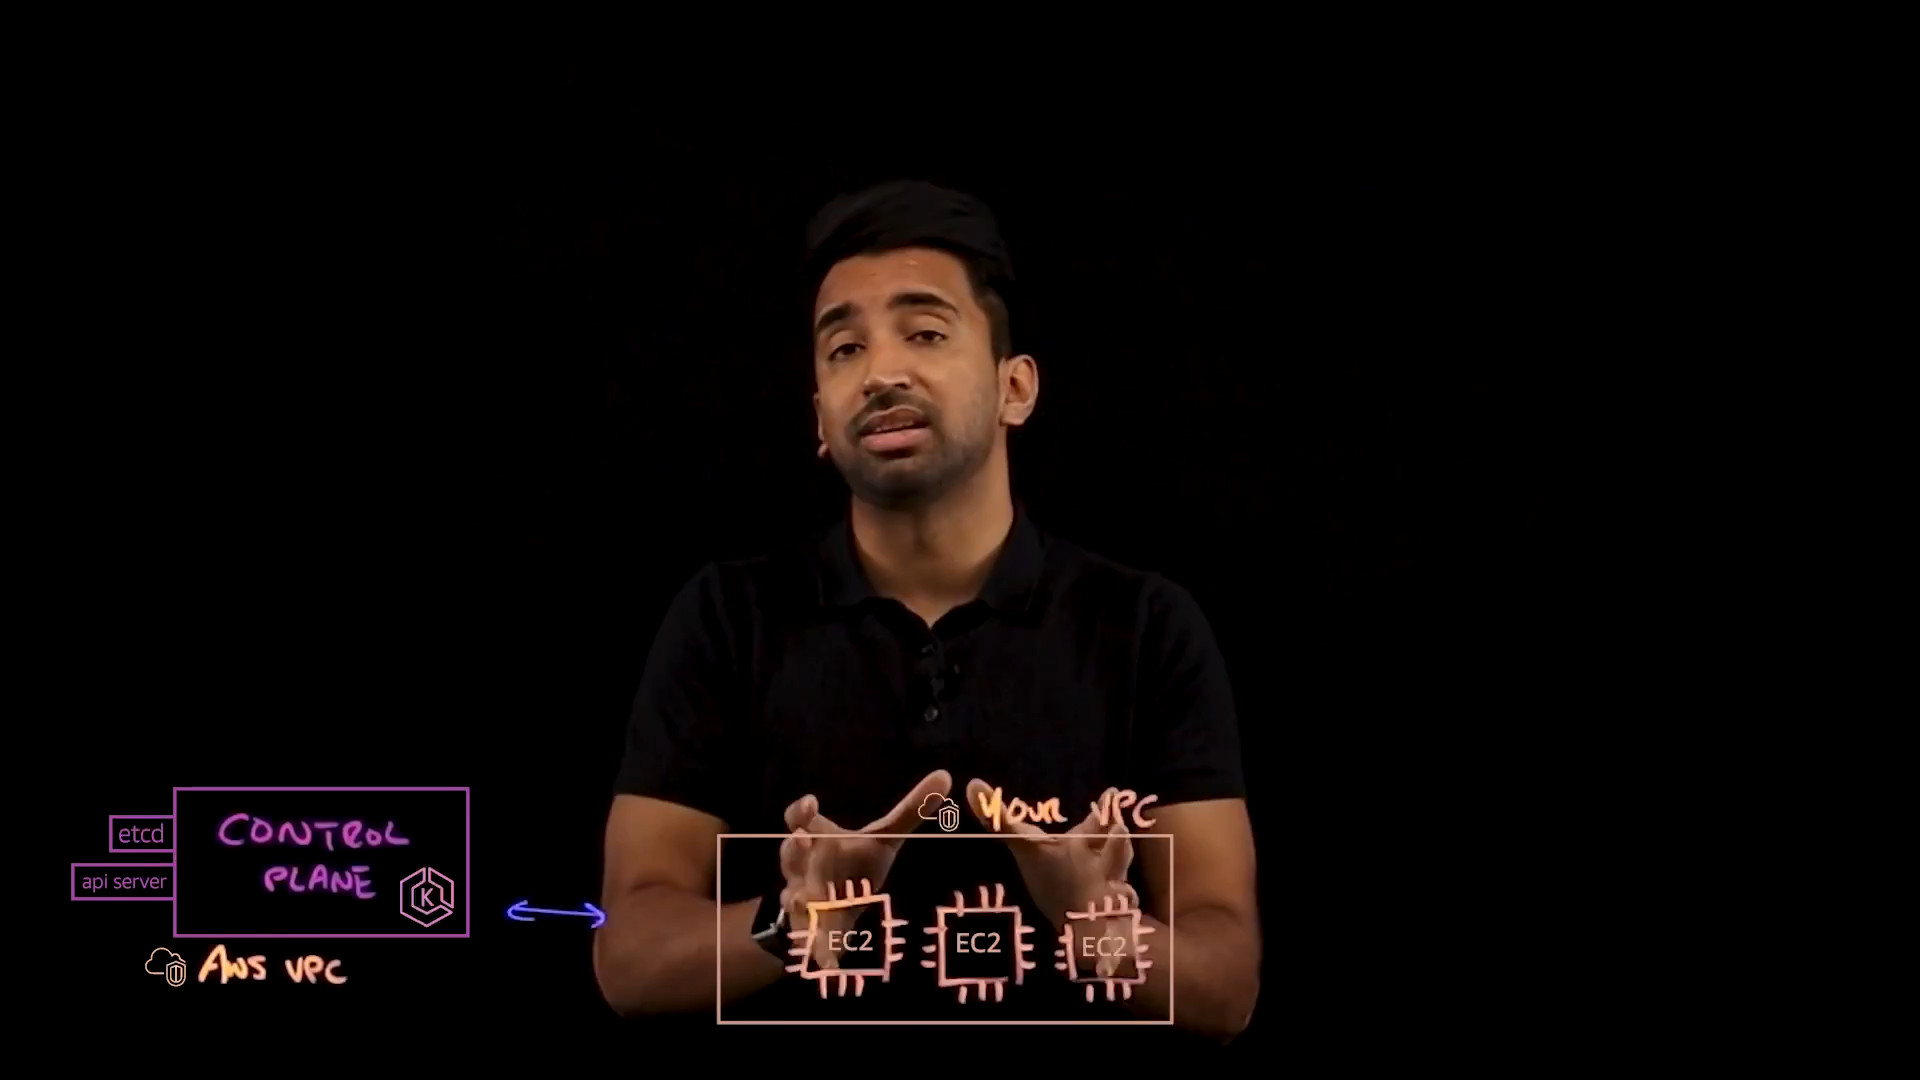 etcd
api server
CONTROL
PLANE
K
AWS VPC
YOUR VPC
EC2
EC2
EC2